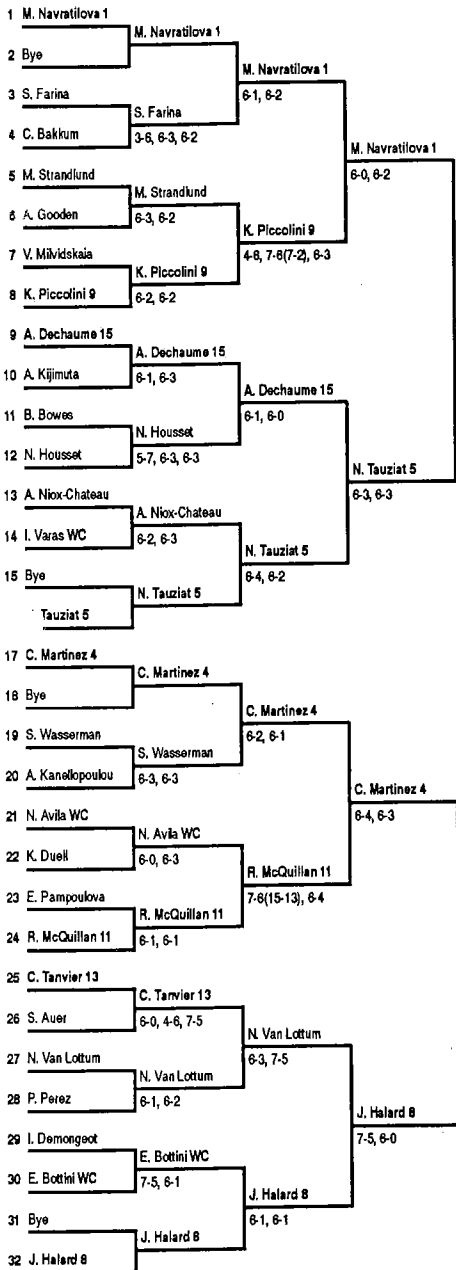 1 M. Navratilova 1
2 Bye
3 S. Farina
4 C. Bakkum
5 M. Strandlund
6 A. Gooden
7 V. Milvidskaia
8 K. Piccolini 9
9 A. Dechaume 15
10 A. Kijimuta
11 B. Bowes
12 N. Housset
13 A. Niox-Chateau
14 I. Varas WC
15 Bye
Tauziat 5
17 C. Martinez 4
18 Bye
19 S. Wasserman
20 A. Kanellopoulou
21 N. Avila WC
22 K. Duell
23 E. Pampoulova
24 R. McQuillan 11
25 C. Tanvier 13
26 S. Auer
27 N. Van Lottum
28 P. Perez
29 I. Demongeot
30 E. Bottini WC
31 Bye
32 J. Halard 8
M. Navratilova 1
S. Farina
3-6, 6-3, 6-2
M. Strandlund
6-3, 6-2
K. Piccolini 9
6-2, 6-2
A. Dechaume 15
6-1, 6-3
N. Housset
5-7, 6-3, 6-3
A. Niox-Chateau
6-2, 6-3
N. Tauziat 5
C. Martinez 4
S. Wasserman
6-3, 6-3
N. Avila WC
6-0, 6-3
R. McQuillan 11
6-1, 6-1
C. Tanvier 13
6-0, 4-6, 7-5
N. Van Lottum
6-1, 6-2
E. Bottini WC
7-5, 6-1
J. Halard 8
M. Navratilova 1
6-1, 6-2
K. Piccolini 9
4-6, 7-6(7-2), 6-3
A. Dechaume 15
6-1, 6-0
N. Tauziat 5
6-4, 6-2
C. Martinez 4
6-2, 6-1
R. McQuillan 11
7-6(15-13), 6-4
N. Van Lottum
6-3, 7-5
J. Halard 8
6-1, 6-1
M. Navratilova 1
6-0, 6-2
N. Tauziat 5
6-3, 6-3
C. Martinez 4
6-4, 6-3
J. Halard 8
7-5, 6-0